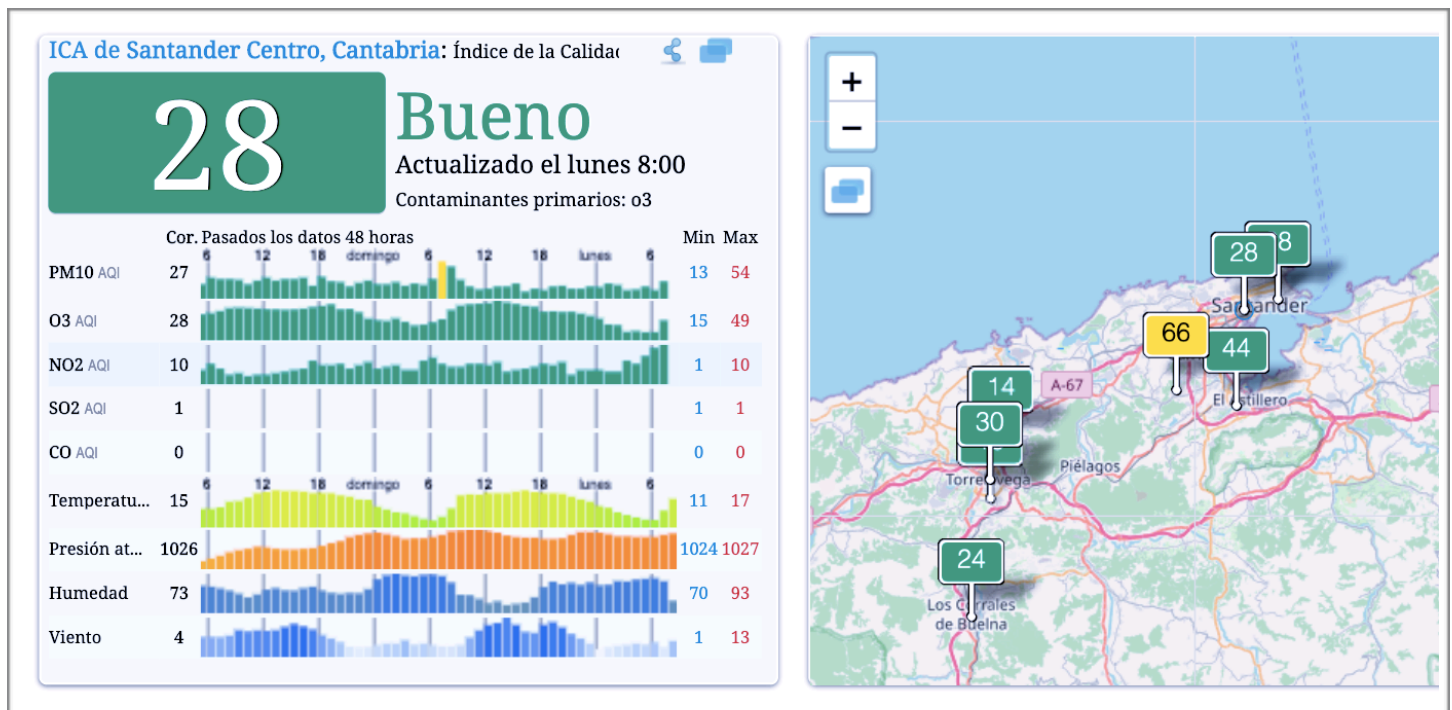 ICA de Santander Centro, Cantabria: Índice de la Calidad
28
Bueno
Actualizado el lunes 8:00
Contaminantes primarios: o3
Cor. Pasados los datos 48 horas Min Max
6 12 18 domingo 6 12 18 lunes 6
PM10 AQI 27 13 54
O3 AQI 28 15 49
NO2 AQI 10 1 10
SO2 AQI 1 1 1
CO AQI 0 0 0
6 12 18 domingo 6 12 18 lunes 6
Temperatu... 15 11 17
Presión at... 1026 1024 1027
Humedad 73 70 93
Viento 4 1 13
+
−
28
8
Santander
66
44
14
A-67
El Astillero
30
Piélagos
Torrelavega
24
Los Corrales
de Buelna